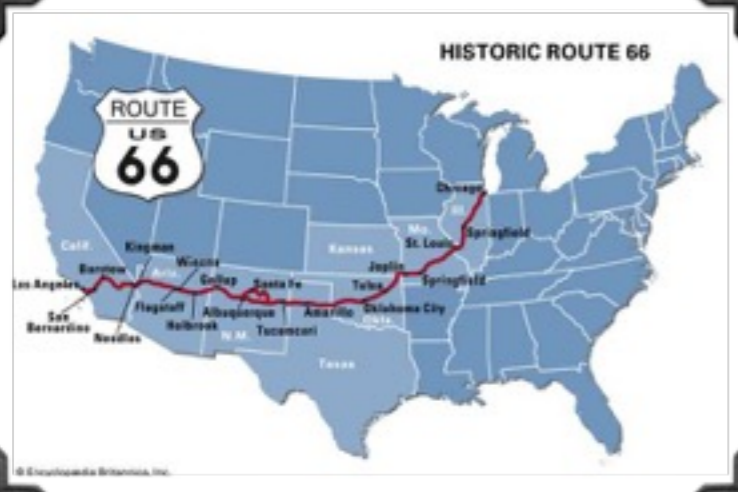 HISTORIC ROUTE 66
ROUTE
US
66
Chicago
Ill.
Springfield
Mo.
St. Louis
Kansas
Calif.
Kingman
Joplin
Springfield
Barstow
Ariz.
Winona
Gallup
Santa Fe
Tulsa
Los Angeles
Flagstaff
Albuquerque
Amarillo
Oklahoma City
San
Bernardino
Holbrook
Tucumcari
Okla.
Needles
N.M.
Texas
© Encyclopædia Britannica, Inc.